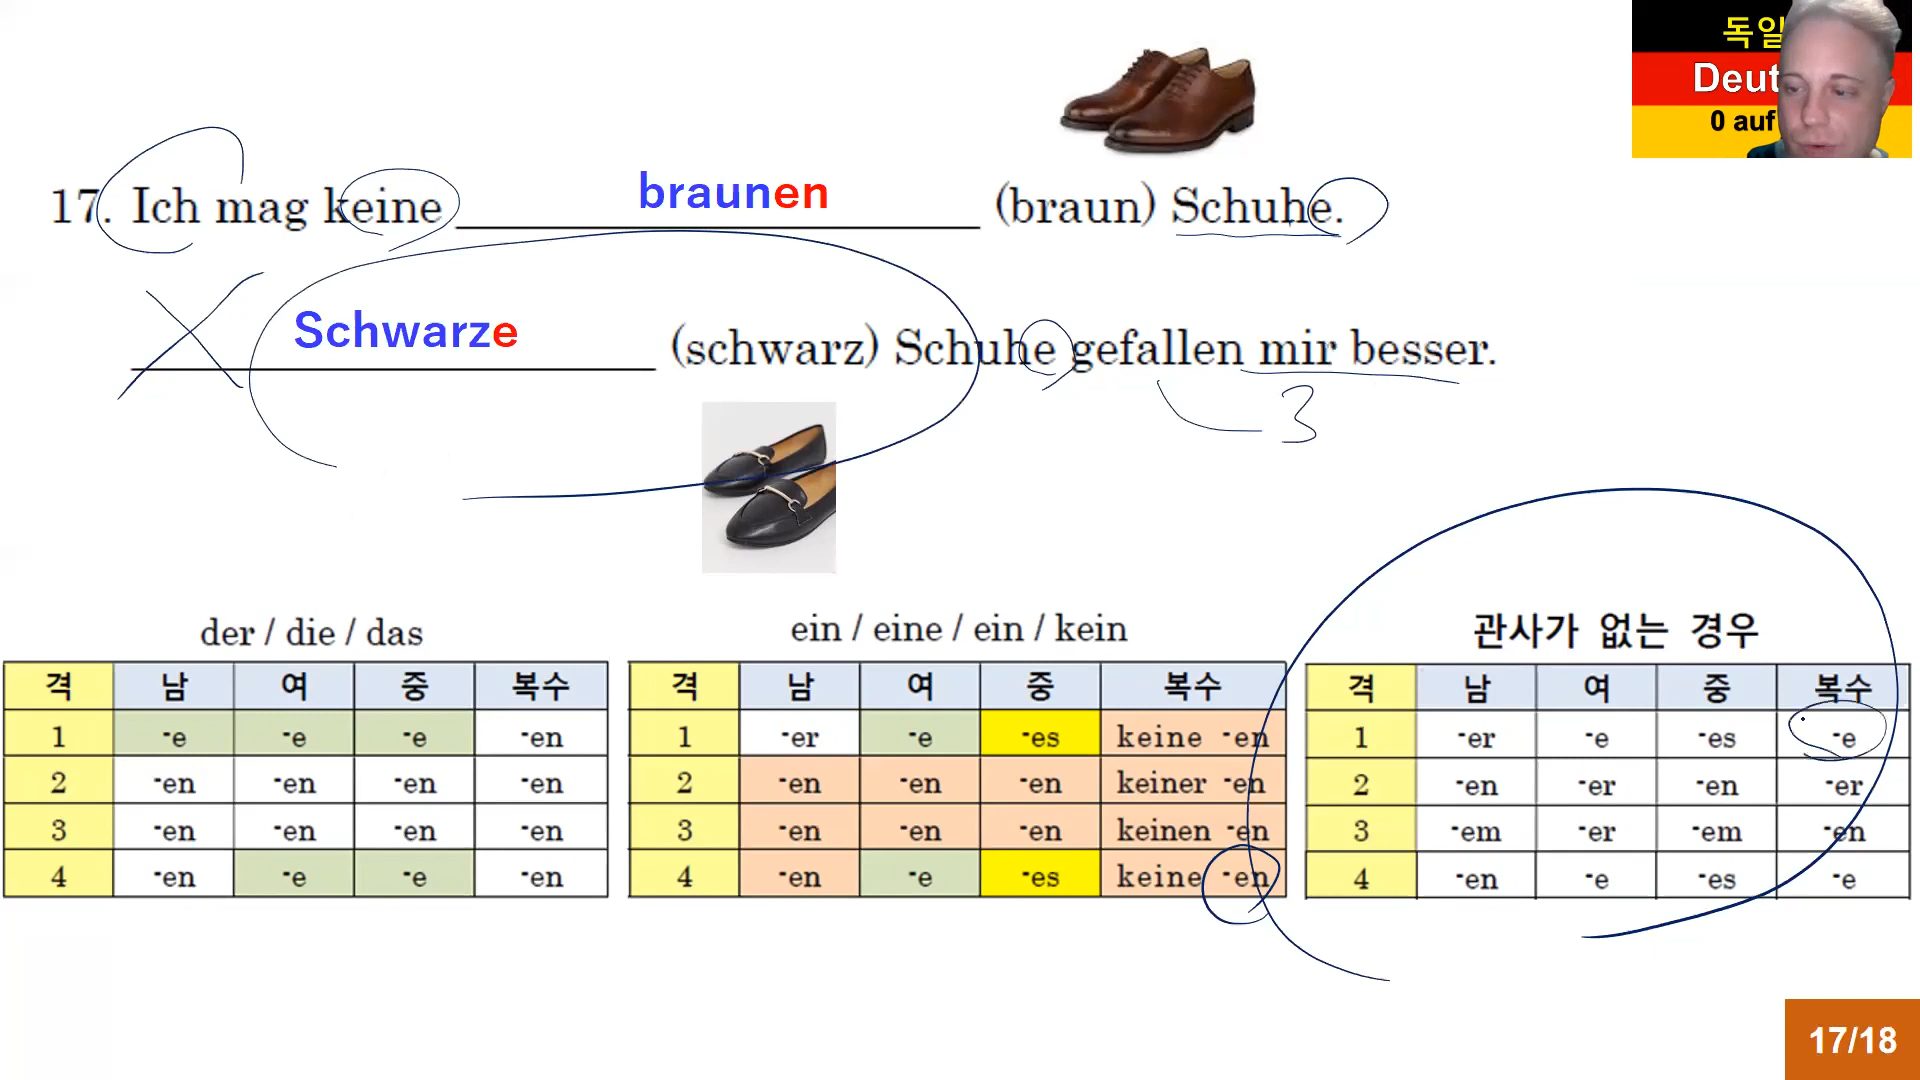 독일
Deut
0 auf
17. Ich mag keine braunen (braun) Schuhe.
Schwarze (schwarz) Schuhe gefallen mir besser.
3
der / die / das
격 남 여 중 복수
1 -e -e -e -en
2 -en -en -en -en
3 -en -en -en -en
4 -en -e -e -en
ein / eine / ein / kein
격 남 여 중 복수
1 -er -e -es keine -en
2 -en -en -en keiner -en
3 -en -en -en keinen -en
4 -en -e -es keine -en
관사가 없는 경우
격 남 여 중 복수
1 -er -e -es -e
2 -en -er -en -er
3 -em -er -em -en
4 -en -e -es -e
17/18